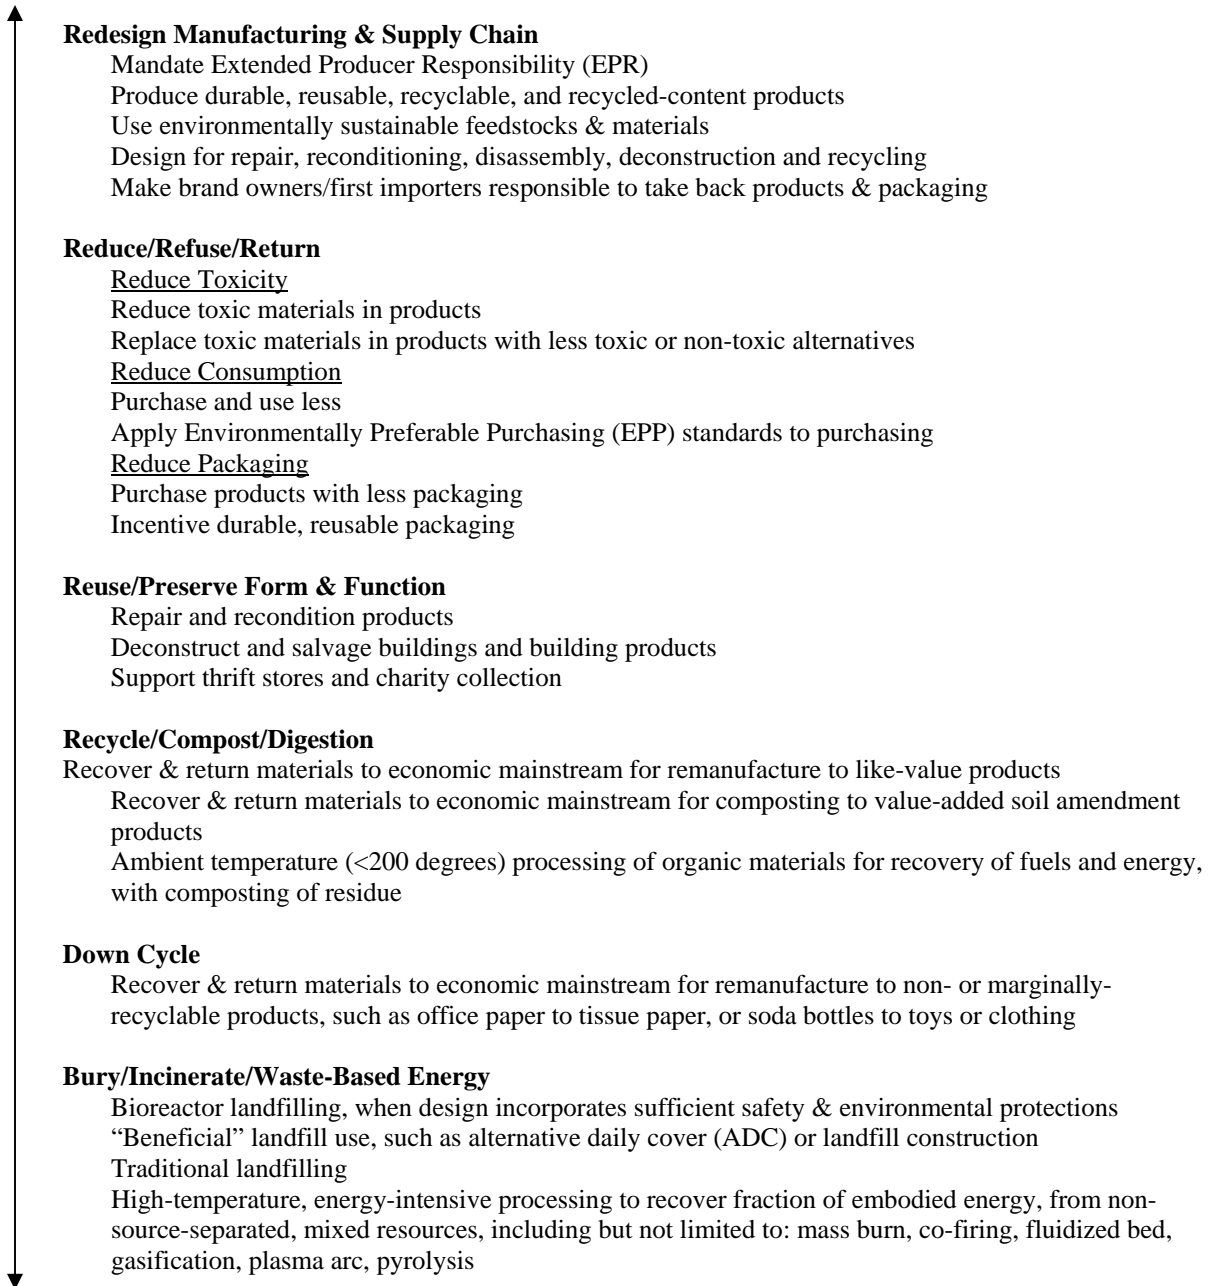 Redesign Manufacturing & Supply Chain
Mandate Extended Producer Responsibility (EPR)
Produce durable, reusable, recyclable, and recycled-content products
Use environmentally sustainable feedstocks & materials
Design for repair, reconditioning, disassembly, deconstruction and recycling
Make brand owners/first importers responsible to take back products & packaging
Reduce/Refuse/Return
Reduce Toxicity
Reduce toxic materials in products
Replace toxic materials in products with less toxic or non-toxic alternatives
Reduce Consumption
Purchase and use less
Apply Environmentally Preferable Purchasing (EPP) standards to purchasing
Reduce Packaging
Purchase products with less packaging
Incentive durable, reusable packaging
Reuse/Preserve Form & Function
Repair and recondition products
Deconstruct and salvage buildings and building products
Support thrift stores and charity collection
Recycle/Compost/Digestion
Recover & return materials to economic mainstream for remanufacture to like-value products
Recover & return materials to economic mainstream for composting to value-added soil amendment
products
Ambient temperature (<200 degrees) processing of organic materials for recovery of fuels and energy,
with composting of residue
Down Cycle
Recover & return materials to economic mainstream for remanufacture to non- or marginally-
recyclable products, such as office paper to tissue paper, or soda bottles to toys or clothing
Bury/Incinerate/Waste-Based Energy
Bioreactor landfilling, when design incorporates sufficient safety & environmental protections
“Beneficial” landfill use, such as alternative daily cover (ADC) or landfill construction
Traditional landfilling
High-temperature, energy-intensive processing to recover fraction of embodied energy, from non-
source-separated, mixed resources, including but not limited to: mass burn, co-firing, fluidized bed,
gasification, plasma arc, pyrolysis